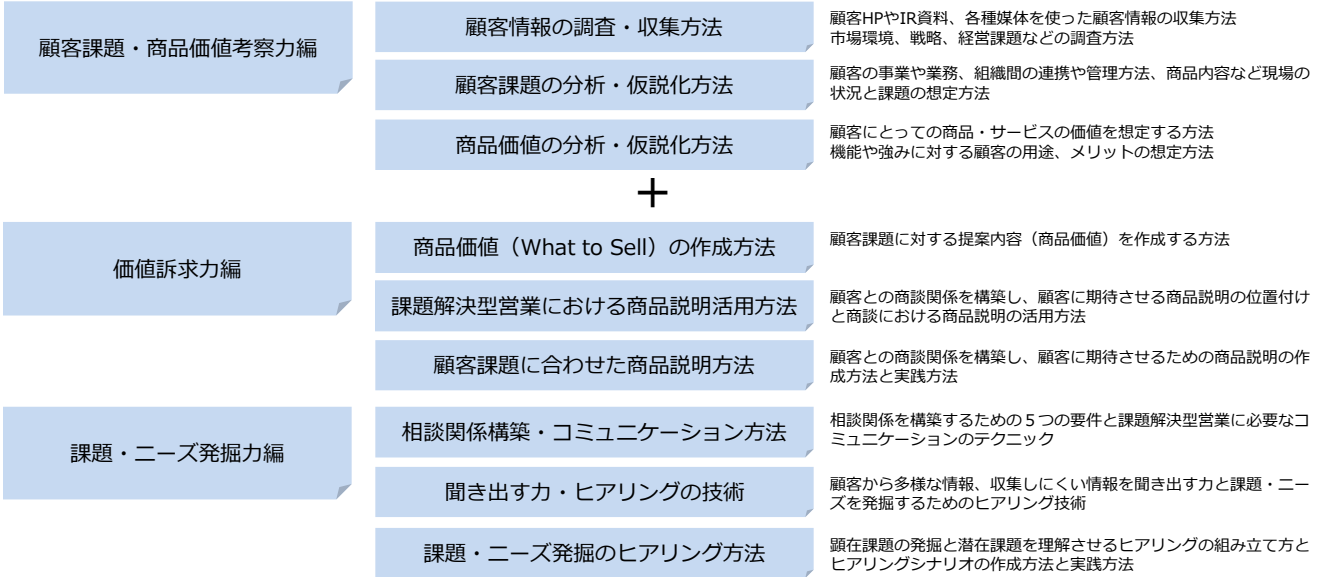 顧客課題・商品価値考察力編
顧客情報の調査・収集方法
顧客HPやIR資料、各種媒体を使った顧客情報の収集方法
市場環境、戦略、経営課題などの調査方法
顧客課題の分析・仮説化方法
顧客の事業や業務、組織間の連携や管理方法、商品内容など現場の
状況と課題の想定方法
商品価値の分析・仮説化方法
顧客にとっての商品・サービスの価値を想定する方法
機能や強みに対する顧客の用途、メリットの想定方法
＋
価値訴求力編
商品価値（What to Sell）の作成方法
顧客課題に対する提案内容（商品価値）を作成する方法
課題解決型営業における商品説明活用方法
顧客との商談関係を構築し、顧客に期待させる商品説明の位置付け
と商談における商品説明の活用方法
顧客課題に合わせた商品説明方法
顧客との商談関係を構築し、顧客に期待させるための商品説明の作
成方法と実践方法
課題・ニーズ発掘力編
相談関係構築・コミュニケーション方法
相談関係を構築するための５つの要件と課題解決型営業に必要なコ
ミュニケーションのテクニック
聞き出す力・ヒアリングの技術
顧客から多様な情報、収集しにくい情報を聞き出す力と課題・ニー
ズを発掘するためのヒアリング技術
課題・ニーズ発掘のヒアリング方法
顕在課題の発掘と潜在課題を理解させるヒアリングの組み立て方と
ヒアリングシナリオの作成方法と実践方法